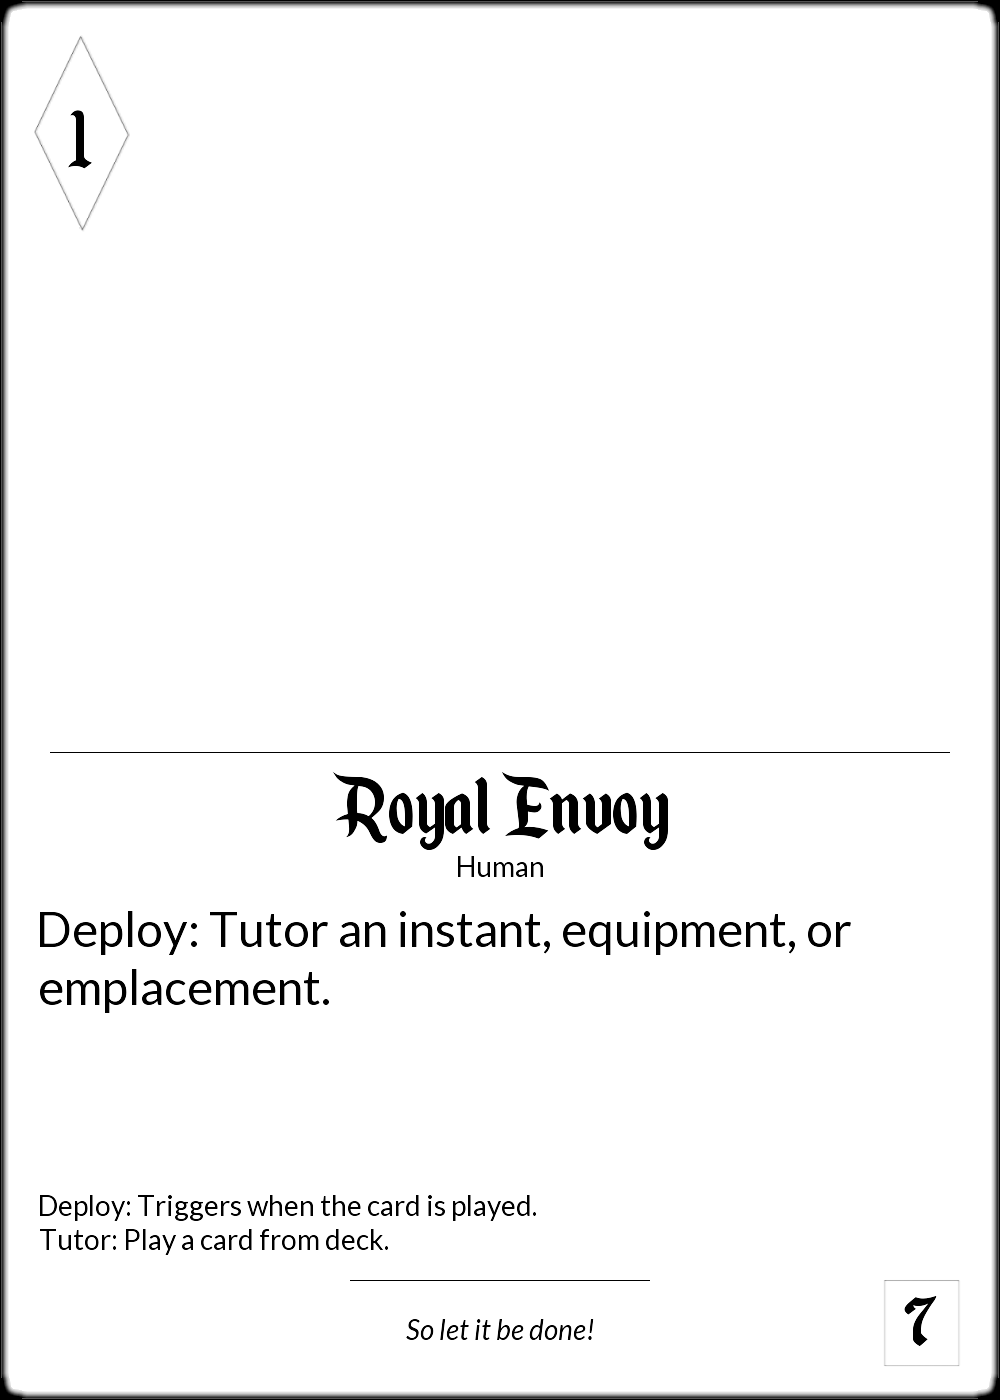 1
Royal Envoy
Human
Deploy: Tutor an instant, equipment, or
emplacement.
Deploy: Triggers when the card is played.
Tutor: Play a card from deck.
So let it be done!
7